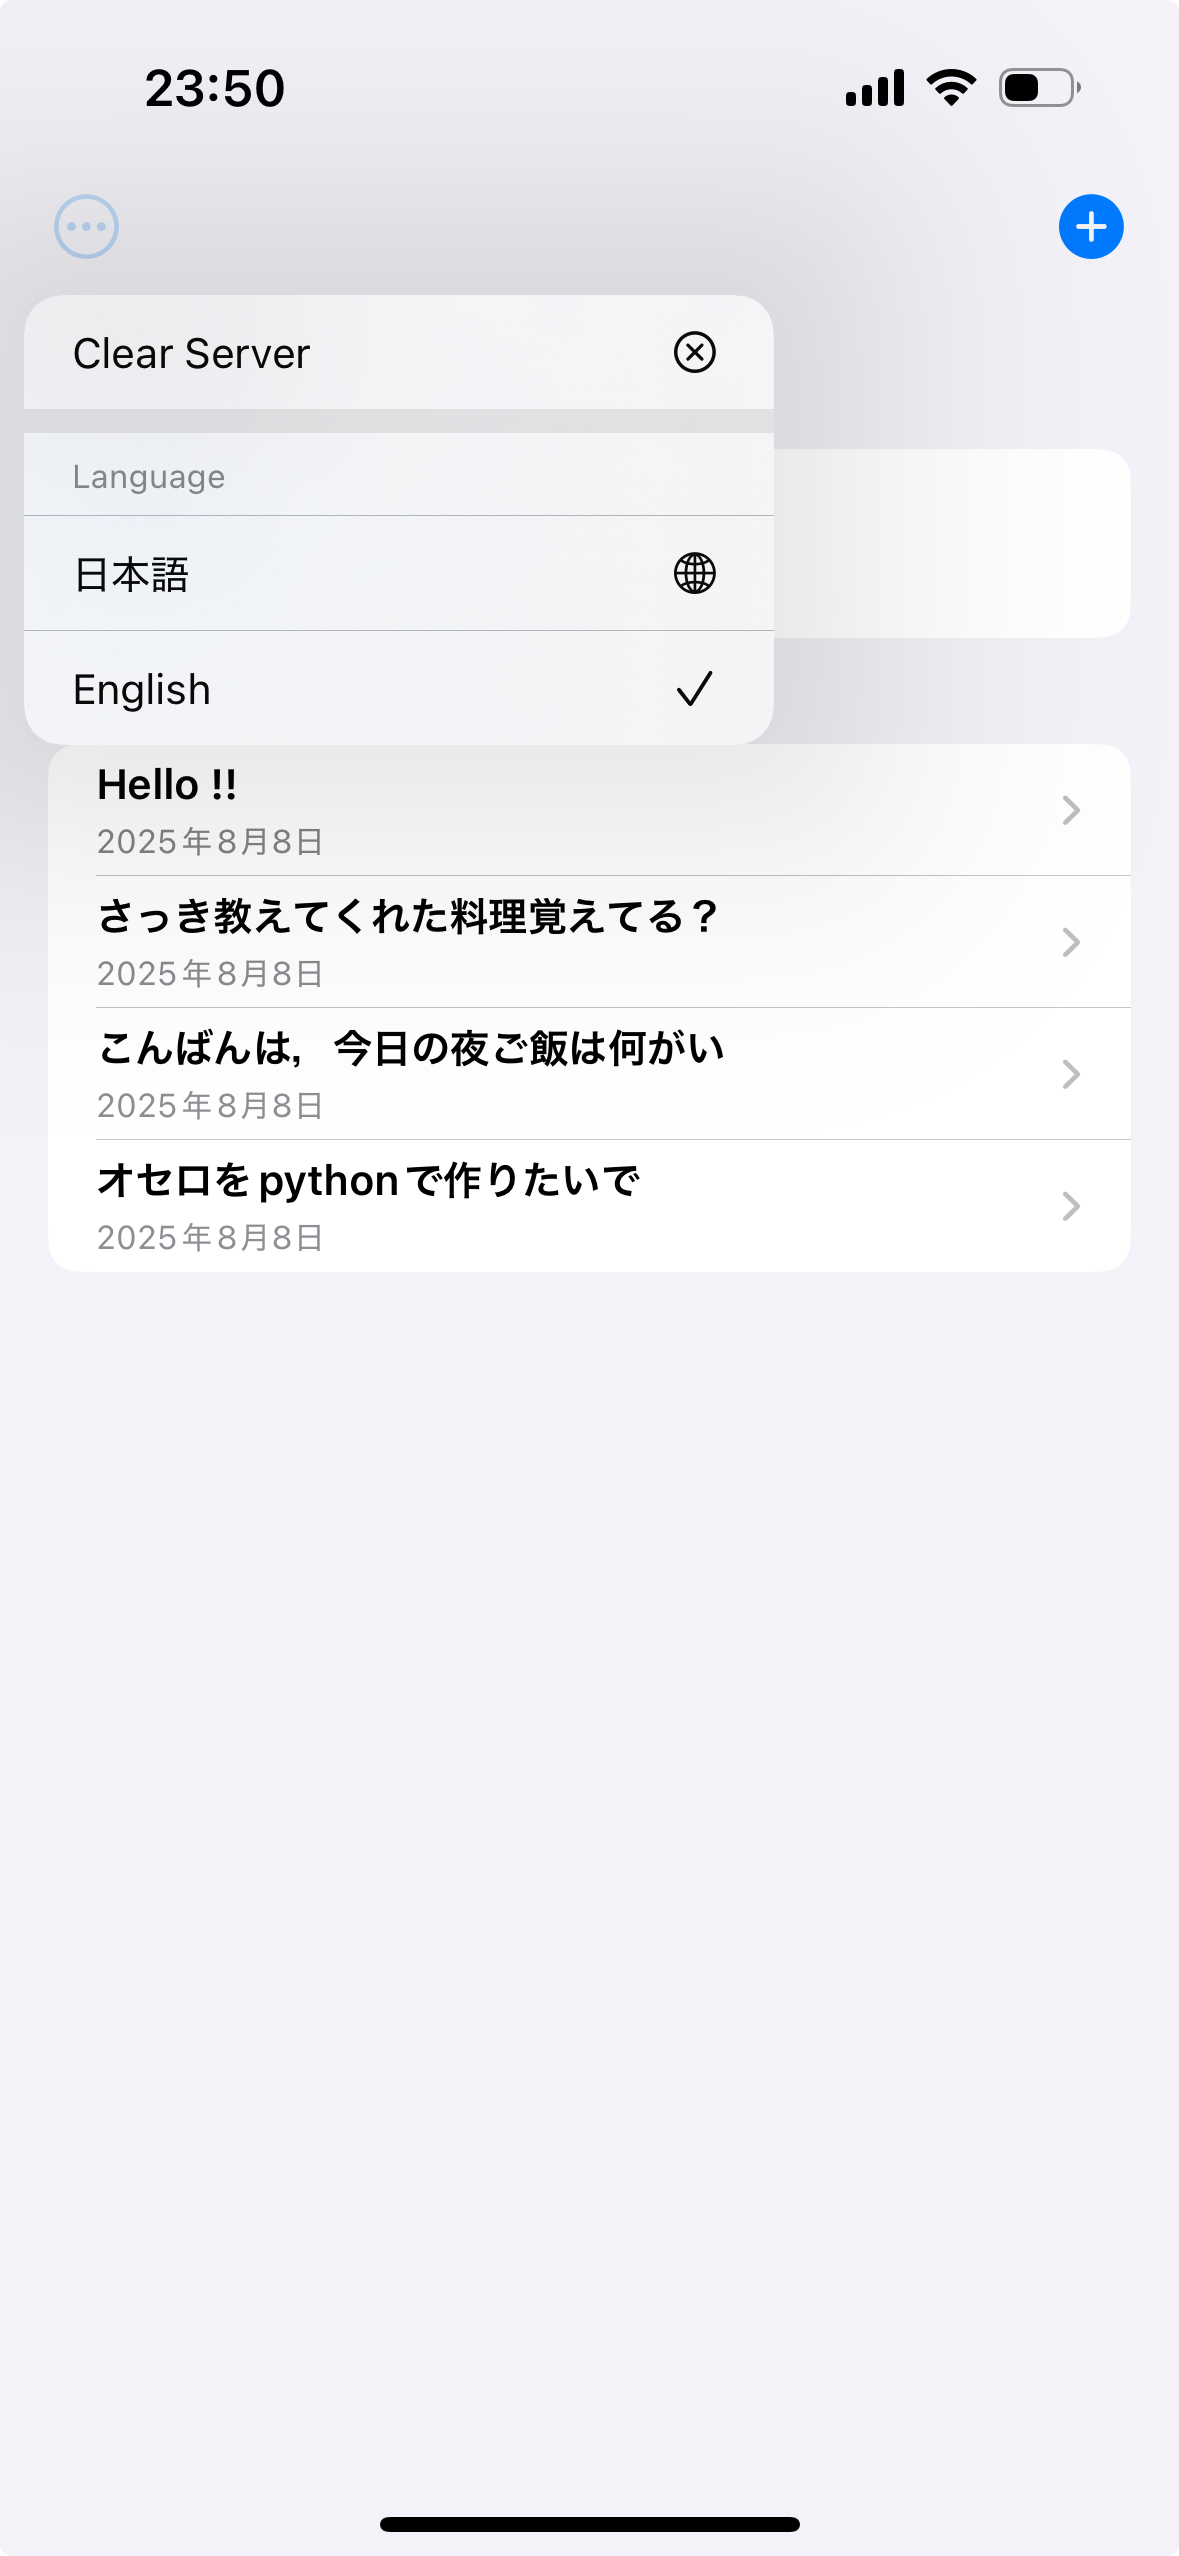 23:50
Clear Server
Language
日本語
English
Hello !!
2025年8月8日
さっき教えてくれた料理覚えてる？
2025年8月8日
こんばんは，今日の夜ご飯は何がい
2025年8月8日
オセロをpythonで作りたいで
2025年8月8日